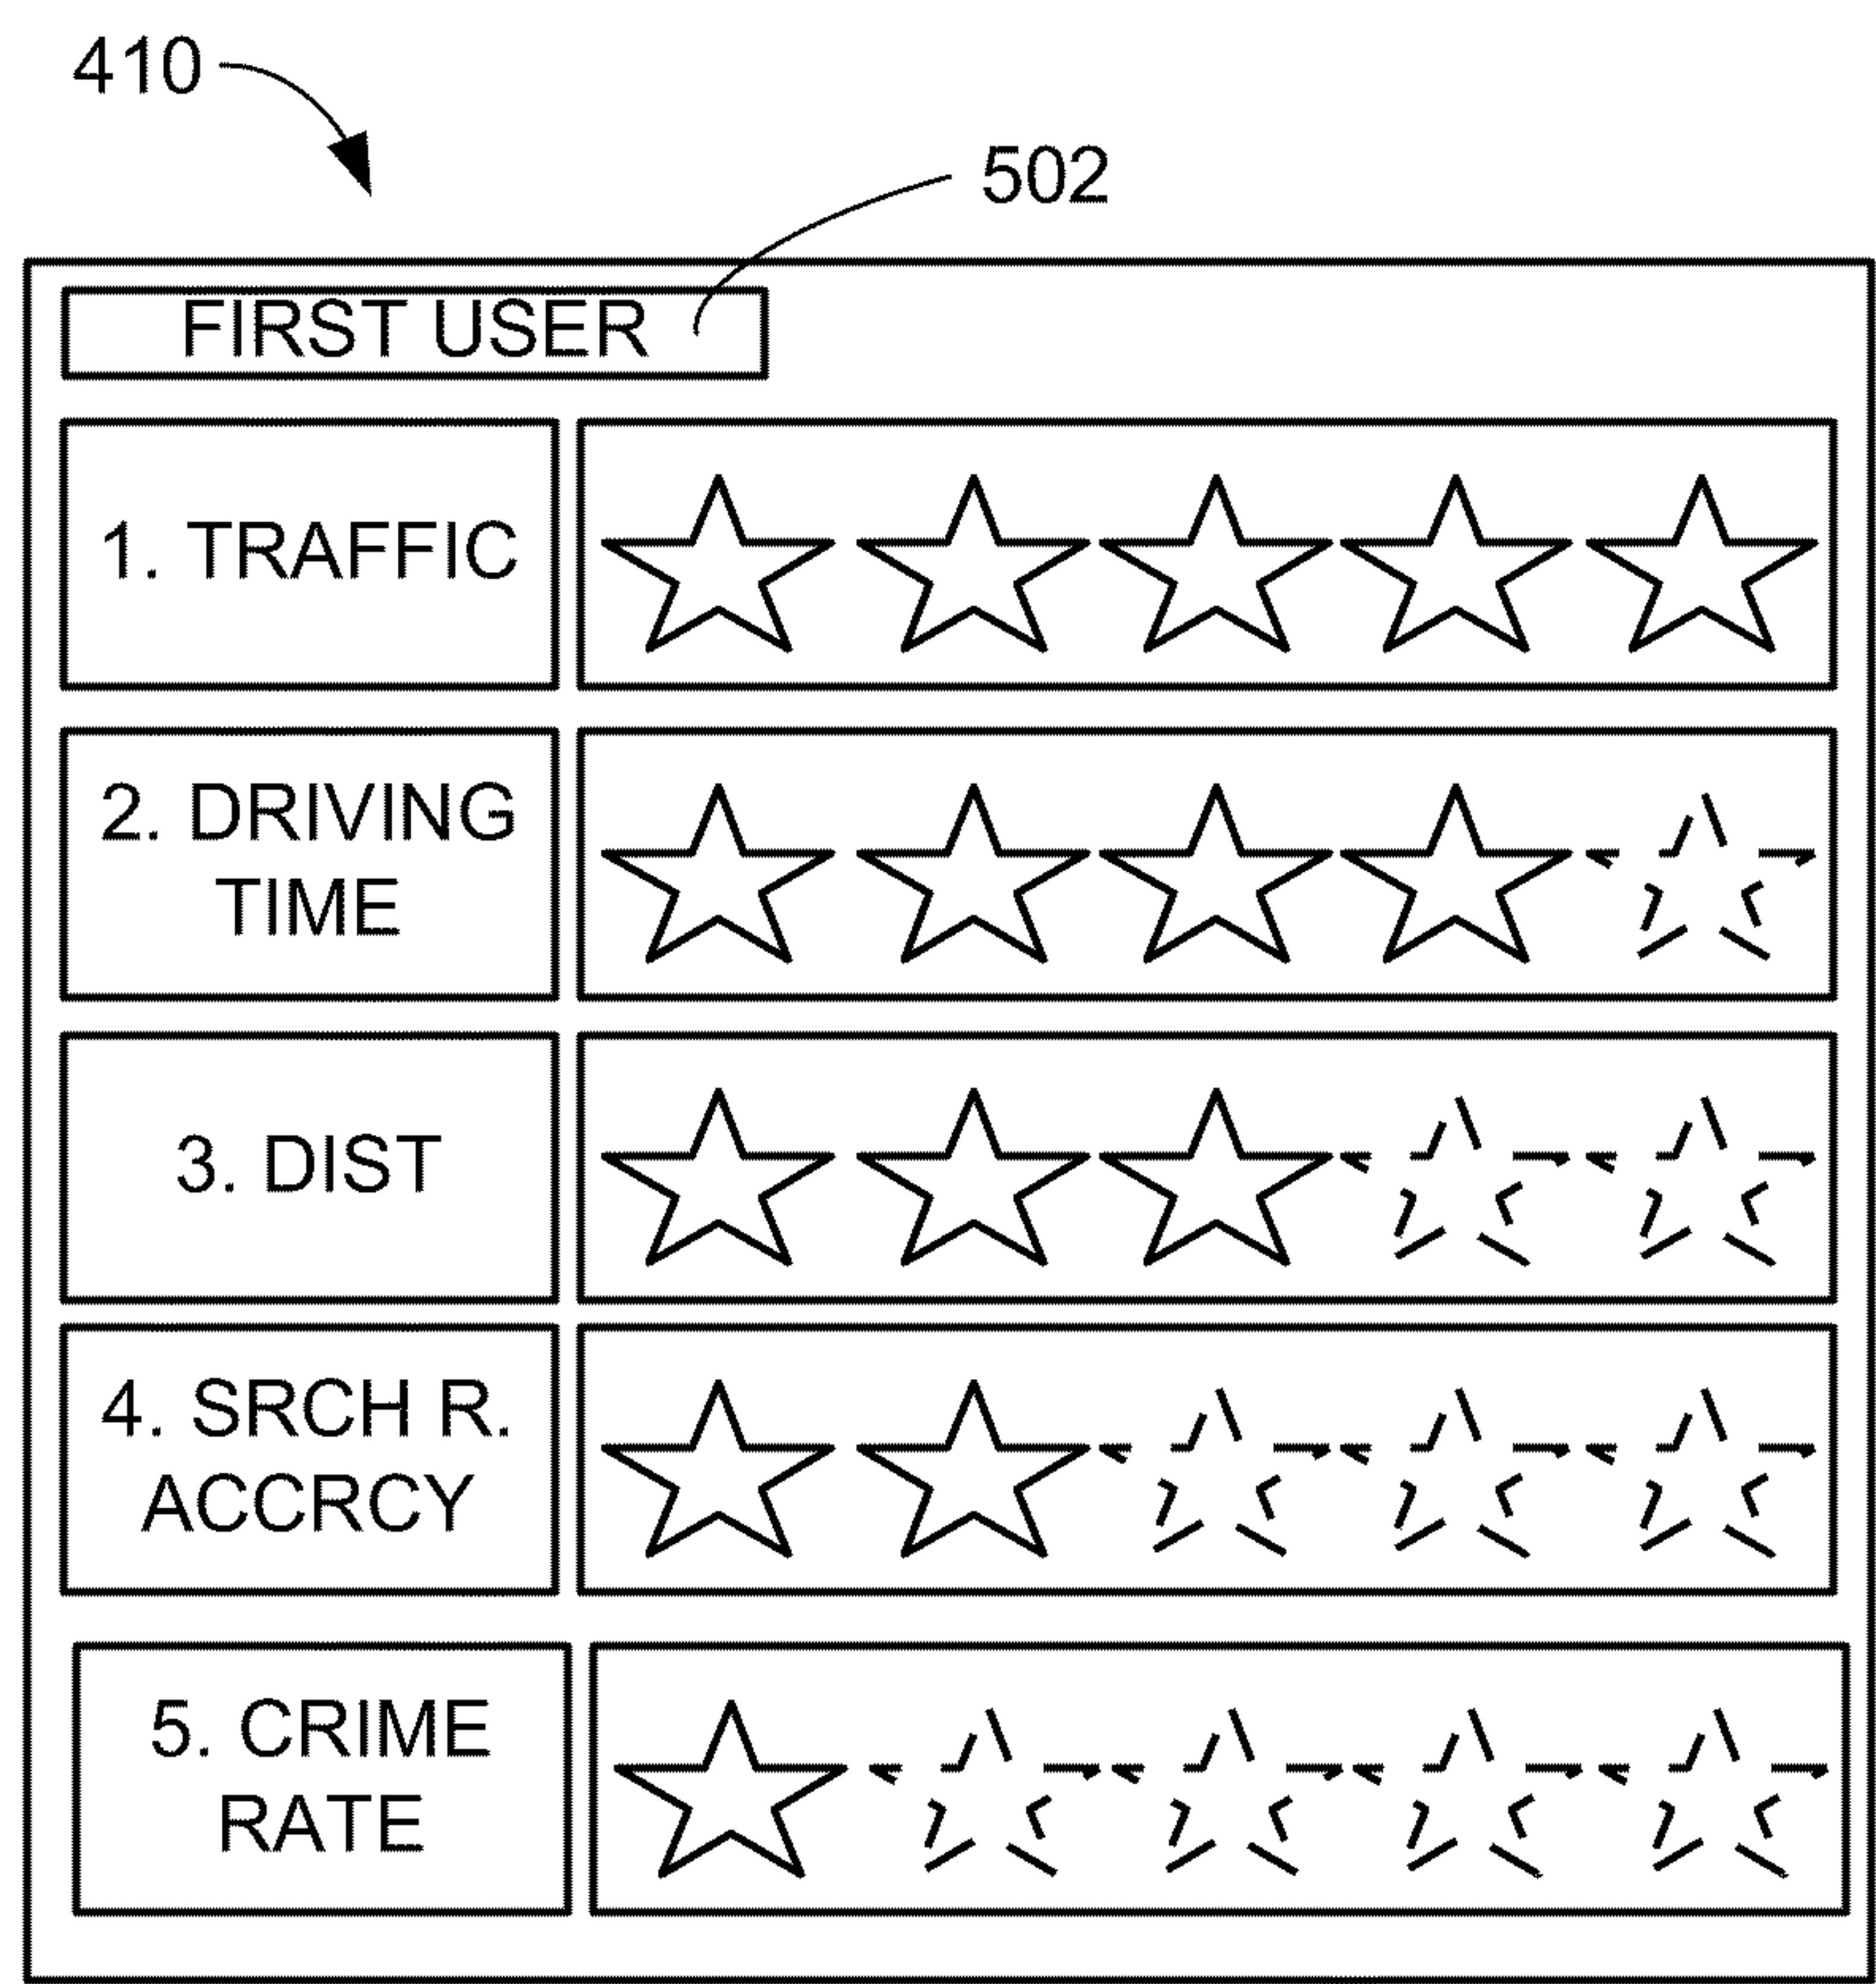 410
502
FIRST USER
1. TRAFFIC
2. DRIVING
TIME
3. DIST
4. SRCH R.
ACCRCY
5. CRIME
RATE